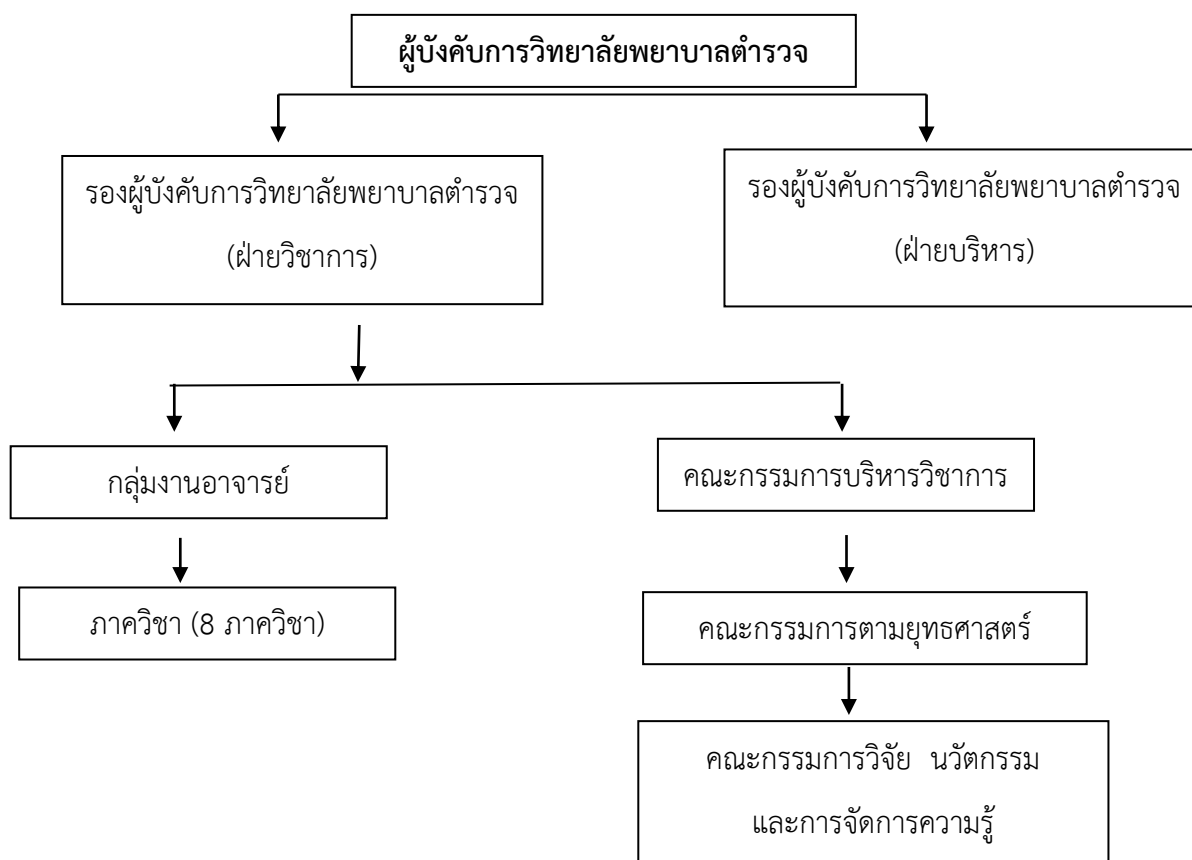 ผู้บังคับการวิทยาลัยพยาบาลตำรวจ
รองผู้บังคับการวิทยาลัยพยาบาลตำรวจ
(ฝ่ายวิชาการ)
รองผู้บังคับการวิทยาลัยพยาบาลตำรวจ
(ฝ่ายบริหาร)
กลุ่มงานอาจารย์
คณะกรรมการบริหารวิชาการ
ภาควิชา (8 ภาควิชา)
คณะกรรมการตามยุทธศาสตร์
คณะกรรมการวิจัย นวัตกรรม
และการจัดการความรู้